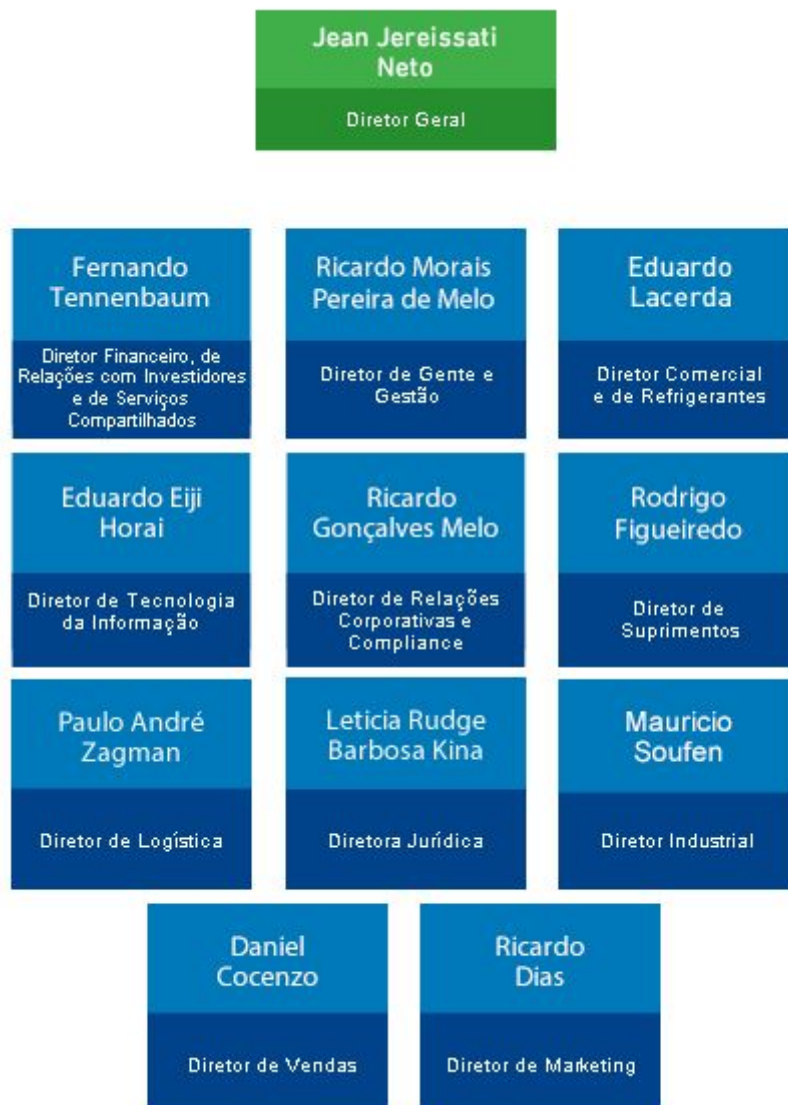 Jean Jereissati
Neto
Diretor Geral
Fernando
Tennenbaum
Diretor Financeiro, de
Relações com Investidores
e de Serviços
Compartilhados
Ricardo Morais
Pereira de Melo
Diretor de Gente e
Gestão
Eduardo
Lacerda
Diretor Comercial
e de Refrigerantes
Eduardo Eiji
Horai
Diretor de Tecnologia
da Informação
Ricardo
Gonçalves Melo
Diretor de Relações
Corporativas e
Compliance
Rodrigo
Figueiredo
Diretor de
Suprimentos
Paulo André
Zagman
Diretor de Logística
Leticia Rudge
Barbosa Kina
Diretora Jurídica
Mauricio
Soufen
Diretor Industrial
Daniel
Cocenzo
Diretor de Vendas
Ricardo
Dias
Diretor de Marketing